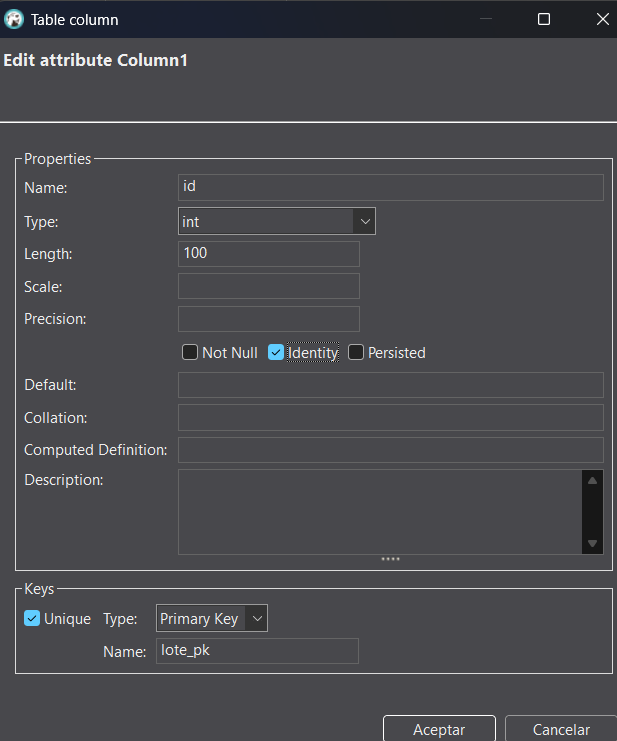 Table column
Edit attribute Column1
Properties
Name: id
Type: int
Length: 100
Scale:
Precision:
Not Null Identity Persisted
Default:
Collation:
Computed Definition:
Description:
Keys
Unique Type: Primary Key
Name: lote_pk
Aceptar Cancelar